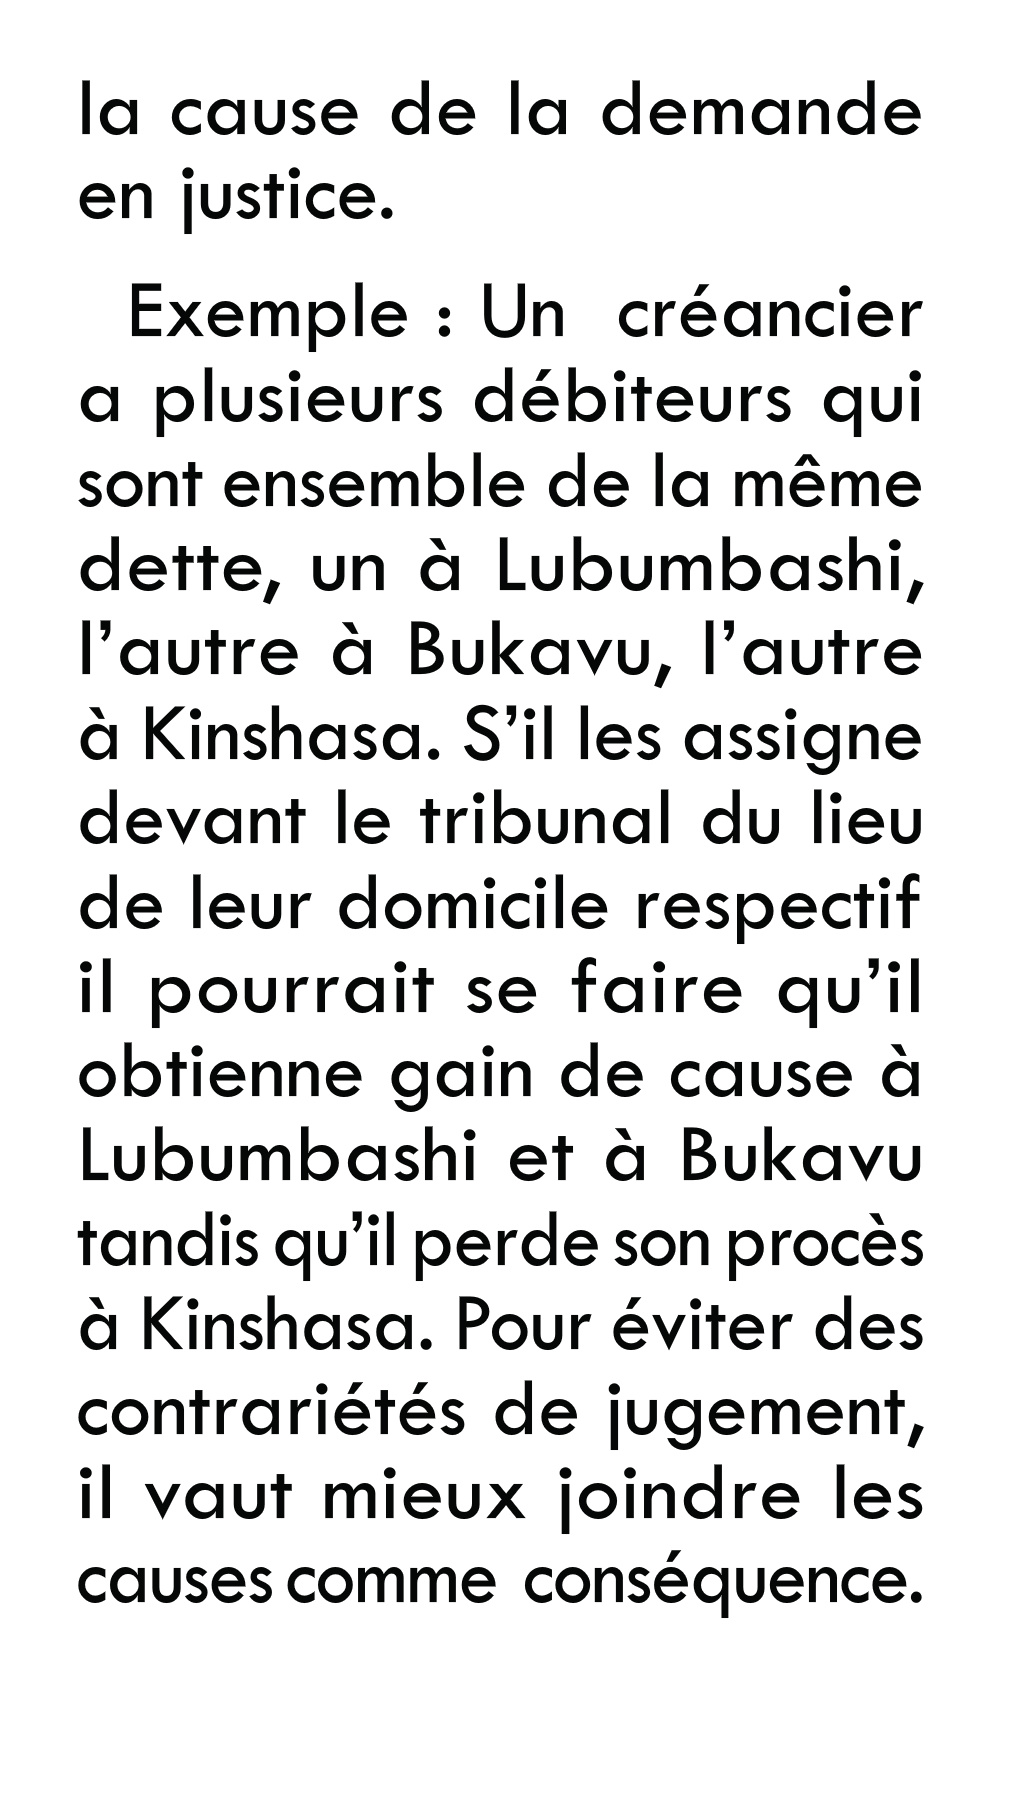 la cause de la demande
en justice.
Exemple : Un créancier
a plusieurs débiteurs qui
sont ensemble de la même
dette, un à Lubumbashi,
l’autre à Bukavu, l’autre
à Kinshasa. S’il les assigne
devant le tribunal du lieu
de leur domicile respectif
il pourrait se faire qu’il
obtienne gain de cause à
Lubumbashi et à Bukavu
tandis qu’il perde son procès
à Kinshasa. Pour éviter des
contrariétés de jugement,
il vaut mieux joindre les
causes comme conséquence.